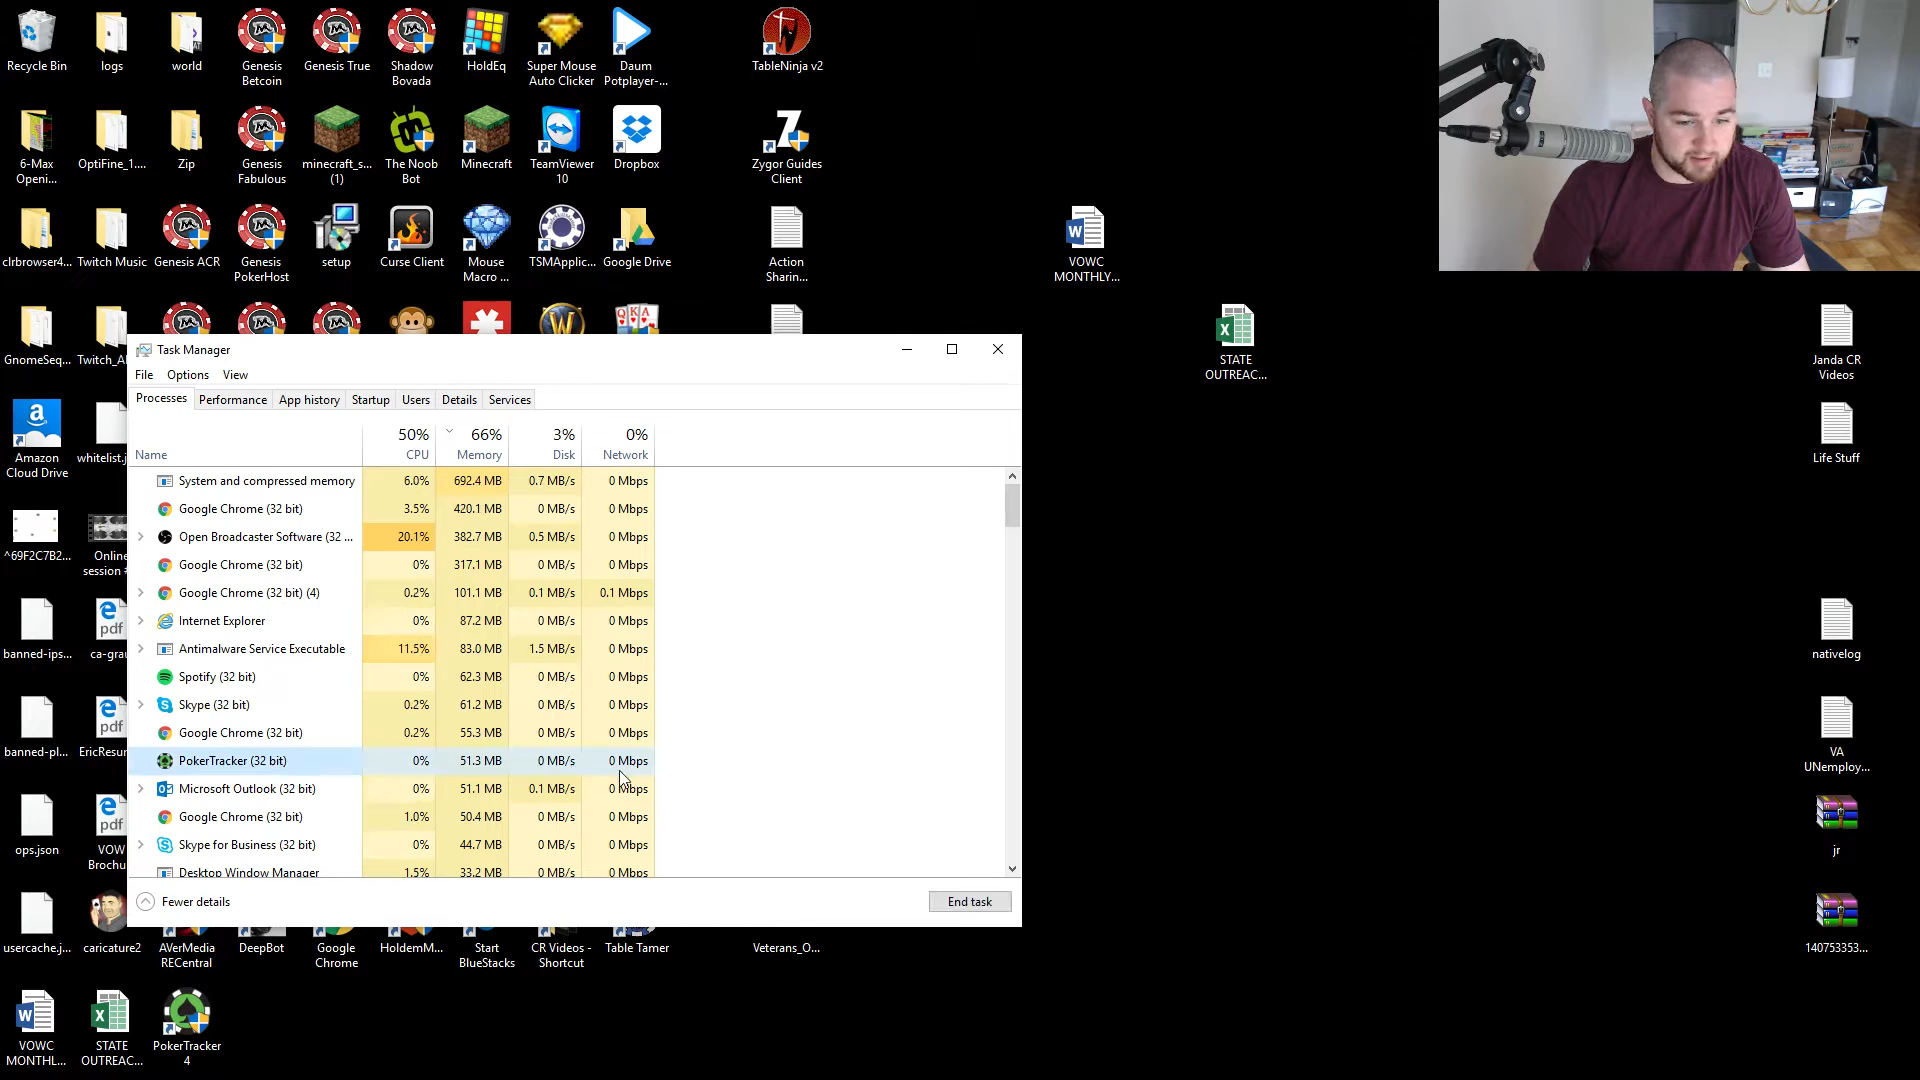 Recycle Bin
logs
world
Genesis
Betcoin
Genesis True
Shadow
Bovada
HoldEq
Super Mouse
Auto Clicker
Daum
Potplayer-...
TableNinja v2
6-Max
Openi...
OptiFine_1....
Zip
Genesis
Fabulous
minecraft_s...
(1)
The Noob
Bot
Minecraft
TeamViewer
10
Dropbox
Zygor Guides
Client
clrbrowser4...
Twitch Music
Genesis ACR
Genesis
PokerHost
setup
Curse Client
Mouse
Macro ...
TSMApplic...
Google Drive
Action
Sharin...
VOWC
MONTHLY...
GnomeSeq...
Twitch_A
STATE
OUTREAC...
Janda CR
Videos
Task Manager
File Options View
Processes Performance App history Startup Users Details Services
50% 66% 3% 0%
Name CPU Memory Disk Network
System and compressed memory 6.0% 692.4 MB 0.7 MB/s 0 Mbps
Google Chrome (32 bit) 3.5% 420.1 MB 0 MB/s 0 Mbps
Open Broadcaster Software (32 ... 20.1% 382.7 MB 0.5 MB/s 0 Mbps
Google Chrome (32 bit) 0% 317.1 MB 0 MB/s 0 Mbps
Google Chrome (32 bit) (4) 0.2% 101.1 MB 0.1 MB/s 0.1 Mbps
Internet Explorer 0% 87.2 MB 0 MB/s 0 Mbps
Antimalware Service Executable 11.5% 83.0 MB 1.5 MB/s 0 Mbps
Spotify (32 bit) 0% 62.3 MB 0 MB/s 0 Mbps
Skype (32 bit) 0.2% 61.2 MB 0 MB/s 0 Mbps
Google Chrome (32 bit) 0.2% 55.3 MB 0 MB/s 0 Mbps
PokerTracker (32 bit) 0% 51.3 MB 0 MB/s 0 Mbps
Microsoft Outlook (32 bit) 0% 51.1 MB 0.1 MB/s 0 Mbps
Google Chrome (32 bit) 1.0% 50.4 MB 0 MB/s 0 Mbps
Skype for Business (32 bit) 0% 44.7 MB 0 MB/s 0 Mbps
Desktop Window Manager 1.5% 33.2 MB 0 MB/s 0 Mbps
Fewer details
End task
Amazon
Cloud Drive
whitelist.j
Life Stuff
^69F2C7B2...
Online
session #
banned-ips...
pdf
ca-grau
nativelog
banned-pl...
pdf
EricResur
VA
UNemploy...
ops.json
pdf
VOW
Brochu
jr
usercache.j...
caricature2
AVerMedia
RECentral
DeepBot
Google
Chrome
HoldemM...
Start
BlueStacks
CR Videos -
Shortcut
Table Tamer
Veterans_O...
140753353...
VOWC
MONTHL...
STATE
OUTREAC...
PokerTracker
4